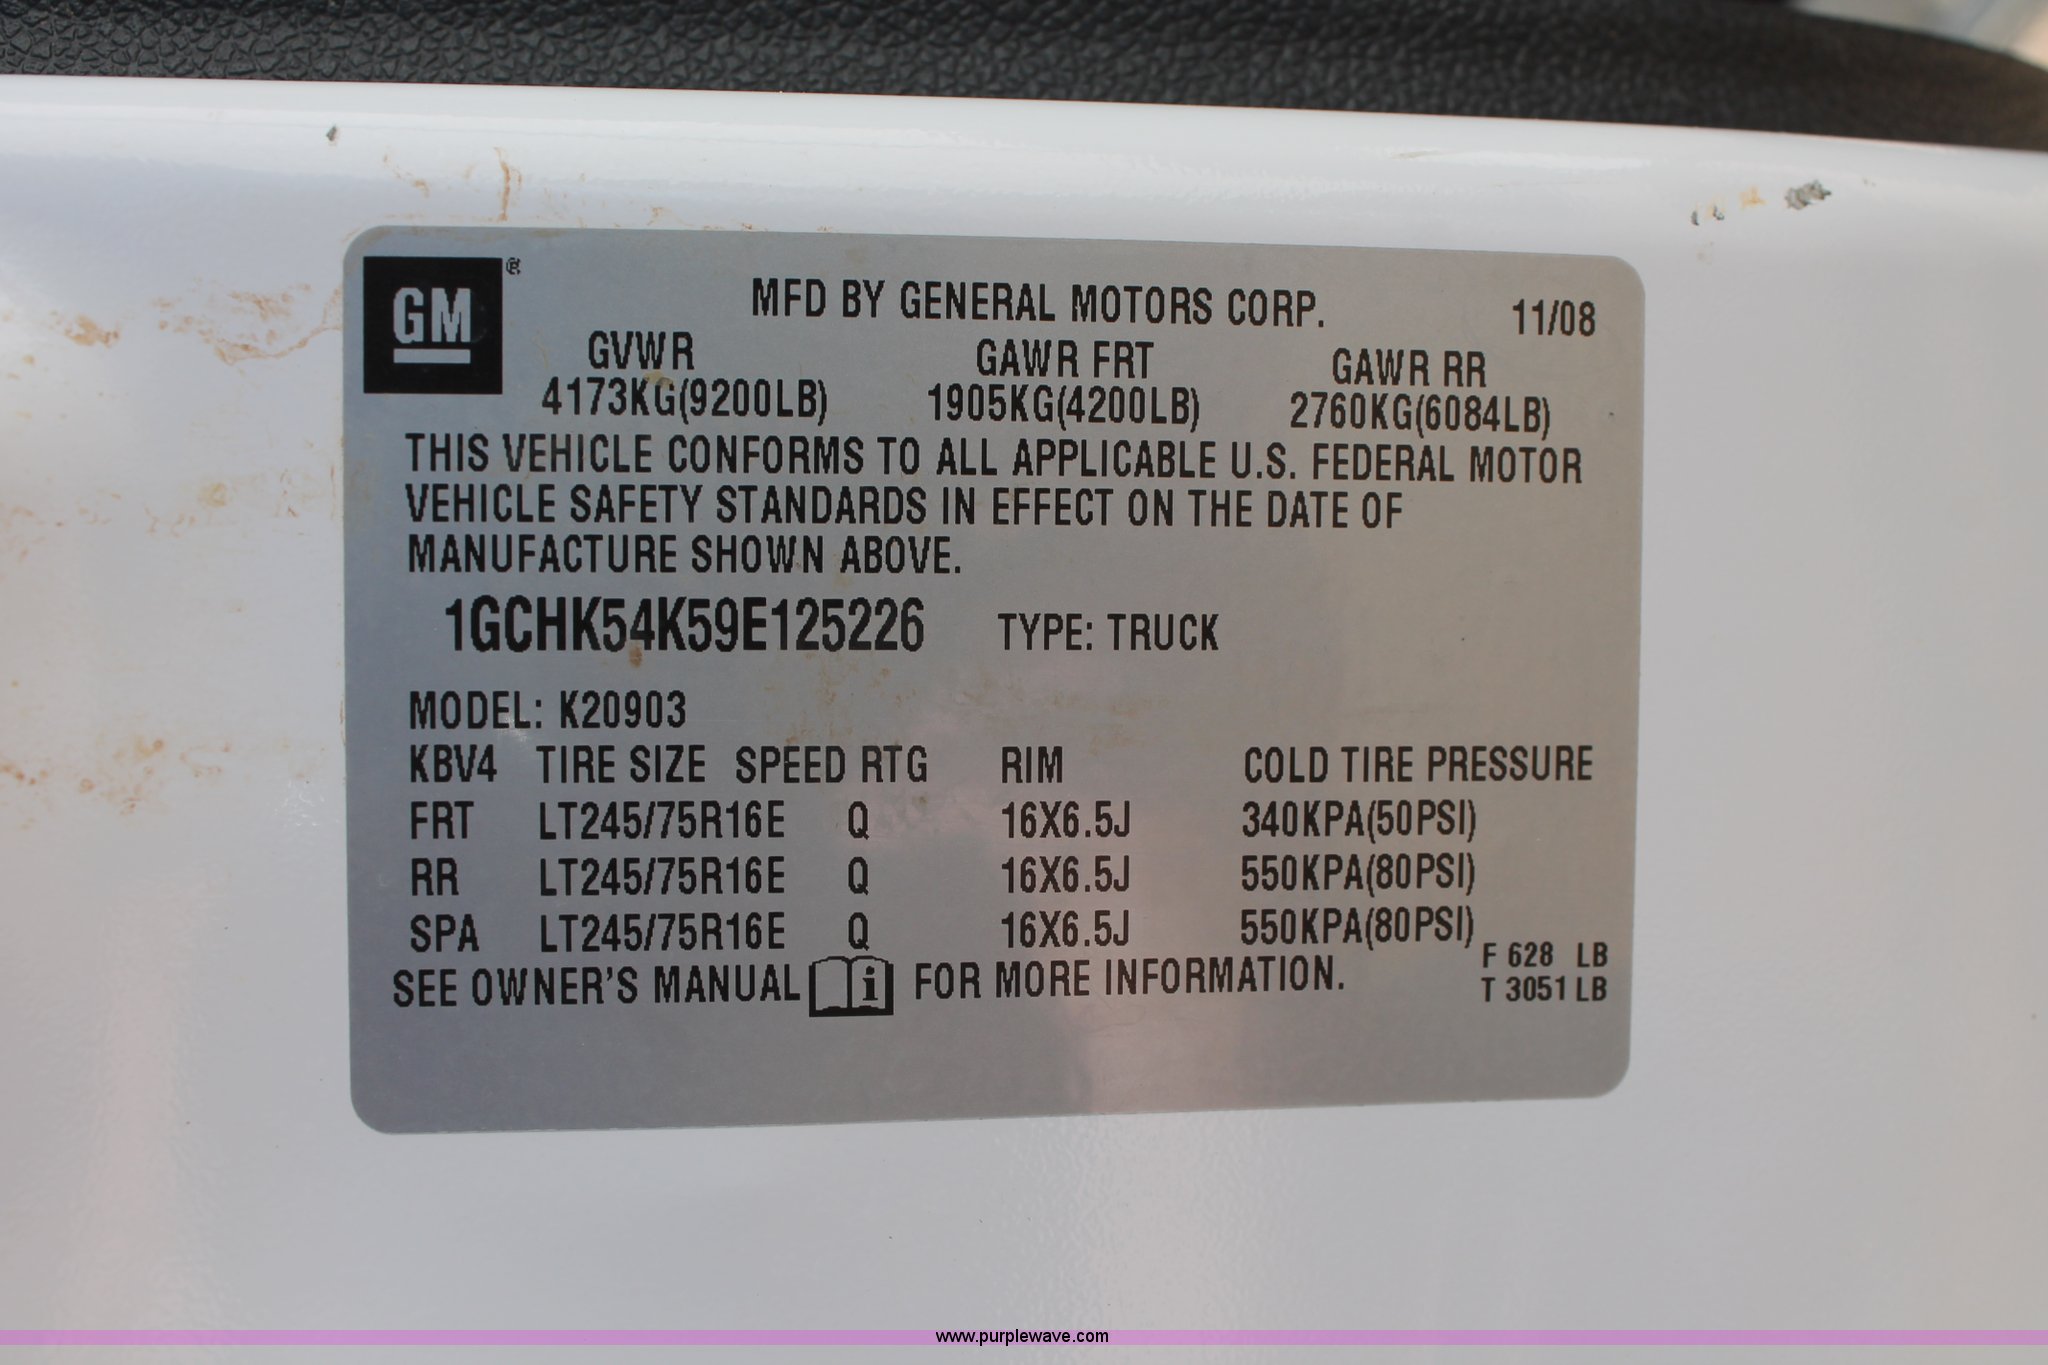 GM®
MFD BY GENERAL MOTORS CORP. 11/08
GVWR GAWR FRT GAWR RR
4173KG(9200LB) 1905KG(4200LB) 2760KG(6084LB)
THIS VEHICLE CONFORMS TO ALL APPLICABLE U.S. FEDERAL MOTOR
VEHICLE SAFETY STANDARDS IN EFFECT ON THE DATE OF
MANUFACTURE SHOWN ABOVE.
1GCHK54K59E125226 TYPE: TRUCK
MODEL: K20903
KBV4 TIRE SIZE SPEED RTG RIM COLD TIRE PRESSURE
FRT LT245/75R16E Q 16X6.5J 340KPA(50PSI)
RR LT245/75R16E Q 16X6.5J 550KPA(80PSI)
SPA LT245/75R16E Q 16X6.5J 550KPA(80PSI)
SEE OWNER'S MANUAL i FOR MORE INFORMATION.
F 628 LB
T 3051 LB
www.purplewave.com